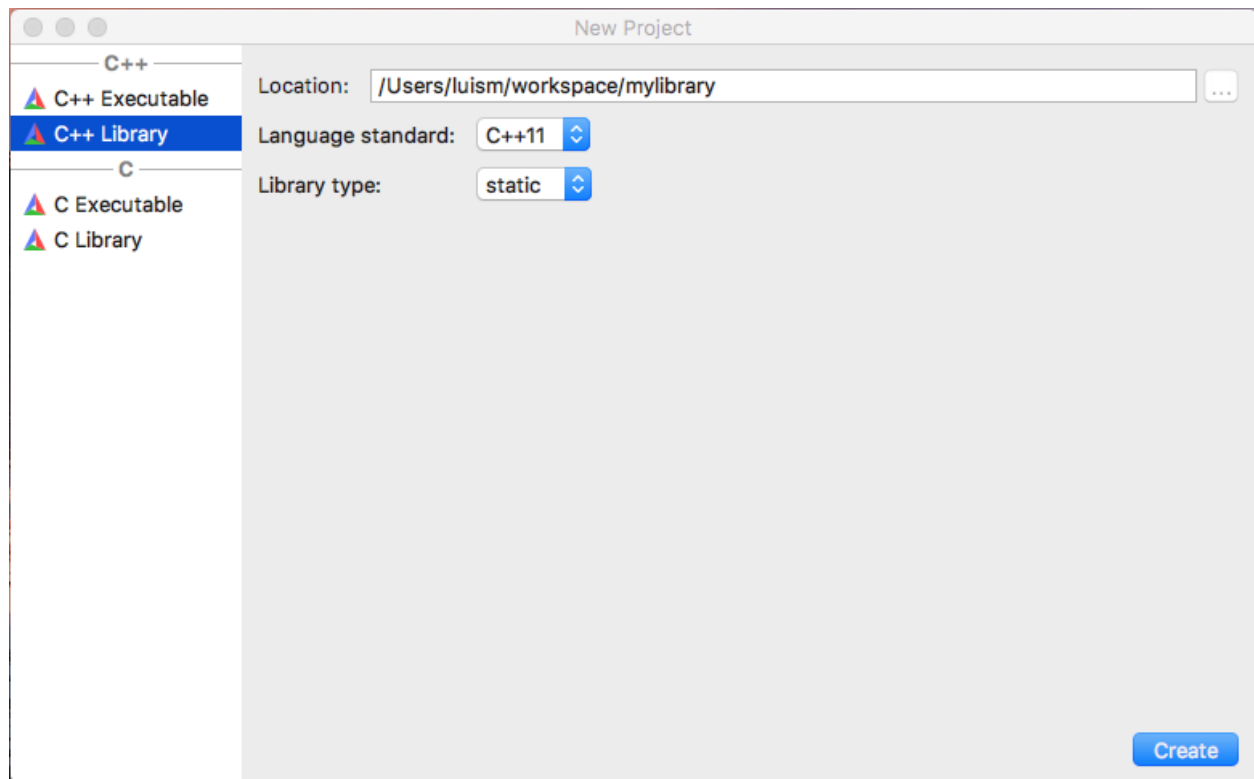 New Project
C++
C++ Executable
C++ Library
C
C Executable
C Library
Location: /Users/luism/workspace/mylibrary ...
Language standard: C++11
Library type: static
Create